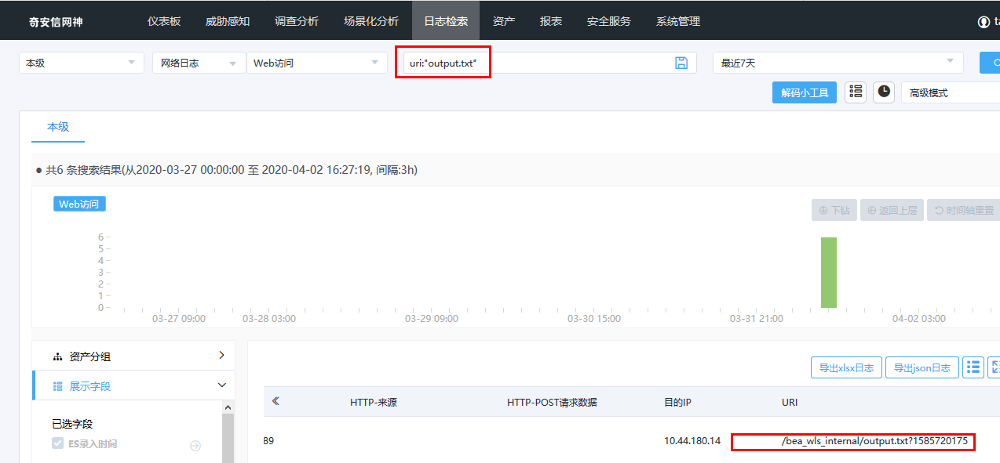 奇安信网神 仪表板 威胁感知 调查分析 场景化分析 日志检索 资产 报表 安全服务 系统管理 ta
本级 网络日志 Web访问 uri:"output.txt" 最近7天
解码小工具 高级模式
本级
● 共6 条搜索结果(从2020-03-27 00:00:00 至 2020-04-02 16:27:19, 间隔:3h)
Web访问
下钻 返回上层 时间轴重置
6
5
4
3
2
1
0
03-27 09:00 03-28 03:00 03-29 09:00 03-30 15:00 03-31 21:00 04-02 03:00
资产分组
导出xlsx日志 导出json日志
展示字段
HTTP-来源 HTTP-POST请求数据 目的IP URI
已选字段
ES录入时间
89 10.44.180.14 /bea_wls_internal/output.txt?1585720175